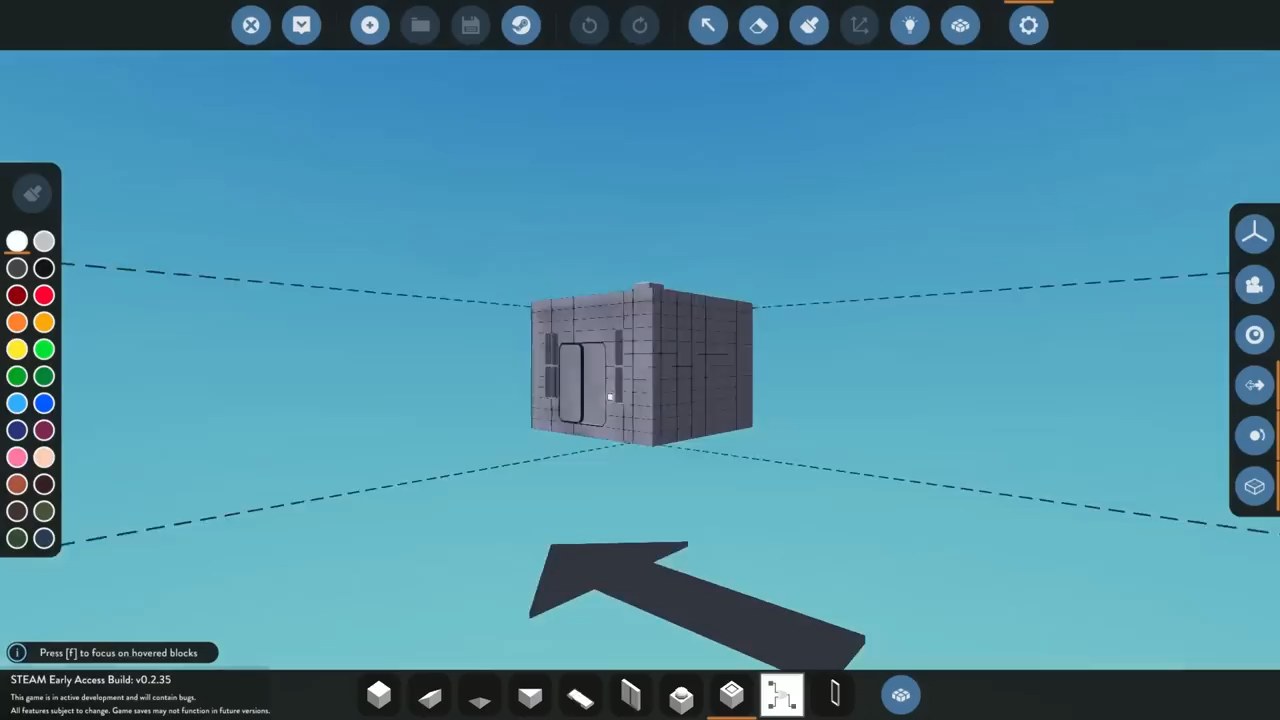 Press [f] to focus on hovered blocks
STEAM Early Access Build: v0.2.35
This game is in active development and will contain bugs.
All features subject to change. Game saves may not function in future versions.